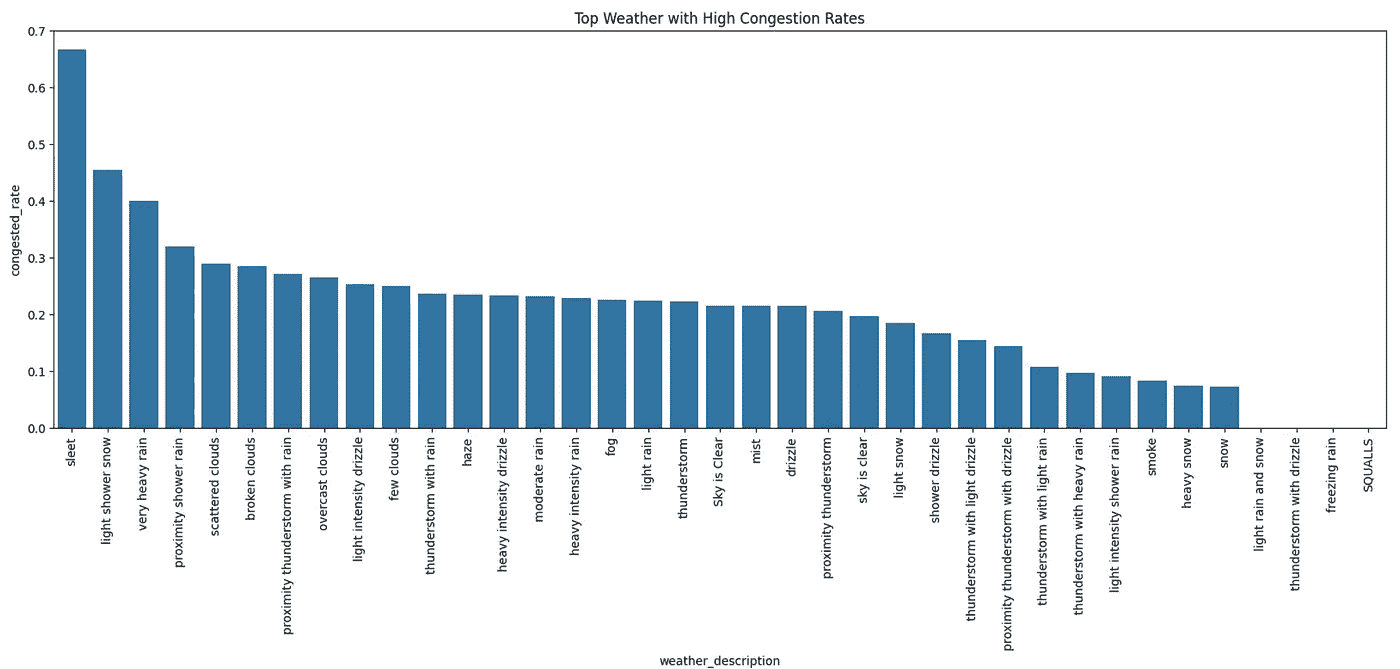 Top Weather with High Congestion Rates
congested_rate
0.7
0.6
0.5
0.4
0.3
0.2
0.1
0.0
sleet
light shower snow
very heavy rain
proximity shower rain
scattered clouds
broken clouds
proximity thunderstorm with rain
overcast clouds
light intensity drizzle
few clouds
thunderstorm with rain
haze
heavy intensity drizzle
moderate rain
heavy intensity rain
fog
light rain
thunderstorm
Sky is Clear
mist
drizzle
proximity thunderstorm
sky is clear
light snow
shower drizzle
thunderstorm with light drizzle
proximity thunderstorm with drizzle
thunderstorm with light rain
thunderstorm with heavy rain
light intensity shower rain
smoke
heavy snow
snow
light rain and snow
thunderstorm with drizzle
freezing rain
SQUALLS
weather_description